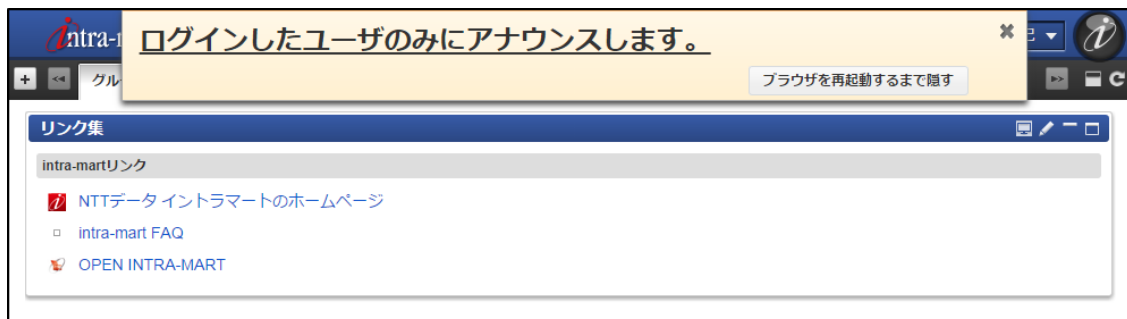 intra-
ログインしたユーザのみにアナウンスします。
ブラウザを再起動するまで隠す
グル
リンク集
intra-martリンク
NTTデータ イントラマートのホームページ
intra-mart FAQ
OPEN INTRA-MART